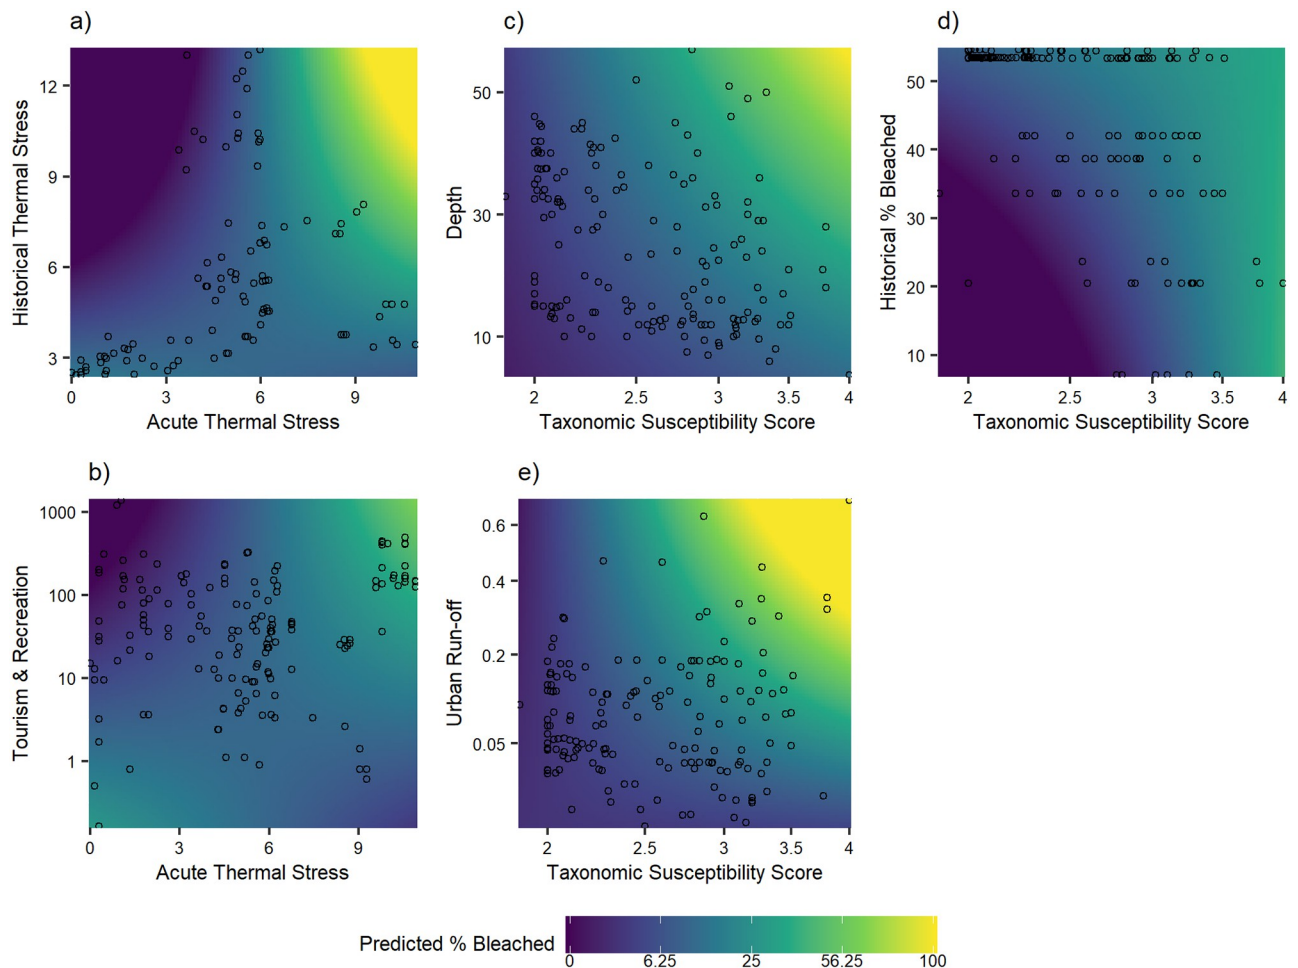 a)
12
9
6
3
Historical Thermal Stress
0 3 6 9
Acute Thermal Stress
c)
50
30
10
Depth
2 2.5 3 3.5 4
Taxonomic Susceptibility Score
d)
50
40
30
20
10
Historical % Bleached
2 2.5 3 3.5 4
Taxonomic Susceptibility Score
b)
1000
100
10
1
Tourism & Recreation
0 3 6 9
Acute Thermal Stress
e)
0.6
0.4
0.2
0.05
Urban Run-off
2 2.5 3 3.5 4
Taxonomic Susceptibility Score
Predicted % Bleached
0 6.25 25 56.25 100